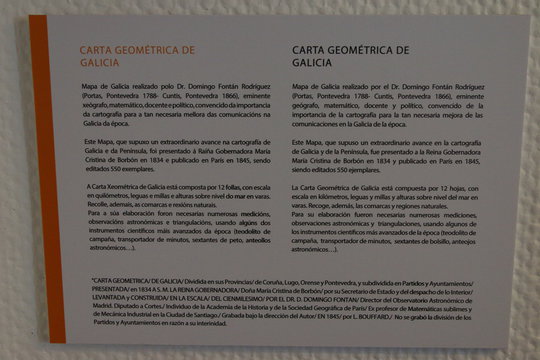 CARTA GEOMÉTRICA DE
GALICIA
Mapa de Galicia realizado polo Dr. Domingo Fontán Rodríguez
(Portas, Pontevedra 1788- Cuntis, Pontevedra 1866), eminente
xeógrafo, matemático, docente e político, convencido da importancia
da cartografía para a tan necesaria mellora das comunicacións na
Galicia da época.
Este Mapa, que supuxo un extraordinario avance na cartografía de
Galicia e da Península, foi presentado á Raíña Gobernadora María
Cristina de Borbón en 1834 e publicado en París en 1845, sendo
editados 550 exemplares.
A Carta Xeométrica de Galicia está composta por 12 follas, con escala
en quilómetros, leguas e millas e alturas sobre nivel do mar en varas.
Recolle, ademais, as comarcas e rexións naturais.
Para a súa elaboración foron necesarias numerosas medicións,
observacións astronómicas e triangulacións, usando algúns dos
instrumentos científicos máis avanzados da época (teodolito de
campaña, transportador de minutos, sextantes de peto, anteollos
astronómicos…).
CARTA GEOMÉTRICA DE
GALICIA
Mapa de Galicia realizado por el Dr. Domingo Fontán Rodríguez
(Portas, Pontevedra 1788- Cuntis, Pontevedra 1866), eminente
geógrafo, matemático, docente y político, convencido de la
importancia de la cartografía para la tan necesaria mejora de las
comunicaciones en la Galicia de la época.
Este Mapa, que supuso un extraordinario avance en la cartografía
de Galicia y de la Península, fue presentado a la Reina Gobernadora
María Cristina de Borbón en 1834 y publicado en París en 1845,
siendo editados 550 ejemplares.
La Carta Geométrica de Galicia está compuesta por 12 hojas, con
escala en kilómetros, leguas y millas y alturas sobre nivel del mar en
varas. Recoge, además, las comarcas y regiones naturales.
Para su elaboración fueron necesarias numerosas mediciones,
observaciones astronómicas y triangulaciones, usando algunos de
los instrumentos científicos más avanzados de la época (teodolito de
campaña, transportador de minutos, sextantes de bolsillo, anteojos
astronómicos…).
"CARTA GEOMETRICA/ DE GALICIA/ Dividida en sus Provincias/ de Coruña, Lugo, Orense y Pontevedra, y subdividida en Partidos y Ayuntamientos/
PRESENTADA/ en 1834 A S.M. LA REINA GOBERNADORA/ Doña María Cristina de Borbón/ por su Secretario de Estado y del despacho de lo Interior/
LEVANTADA y CONSTRUIDA/ EN LA ESCALA/ DEL CIENMILESIMO/ POR EL DR. D. DOMINGO FONTAN/ Director del Observatorio Astronómico de
Madrid. Diputado a Cortes/ Individuo de la Academia de la Historia y de la Sociedad Geográfica de París/ Ex profesor de Matemáticas sublimes y
de Mecánica Industrial en la Ciudad de Santiago./ Grabada bajo la dirección del Autor/ EN 1845/ por L. BOUFFARD./ No se grabó la división de los
Partidos y Ayuntamientos en razón a su interinidad.